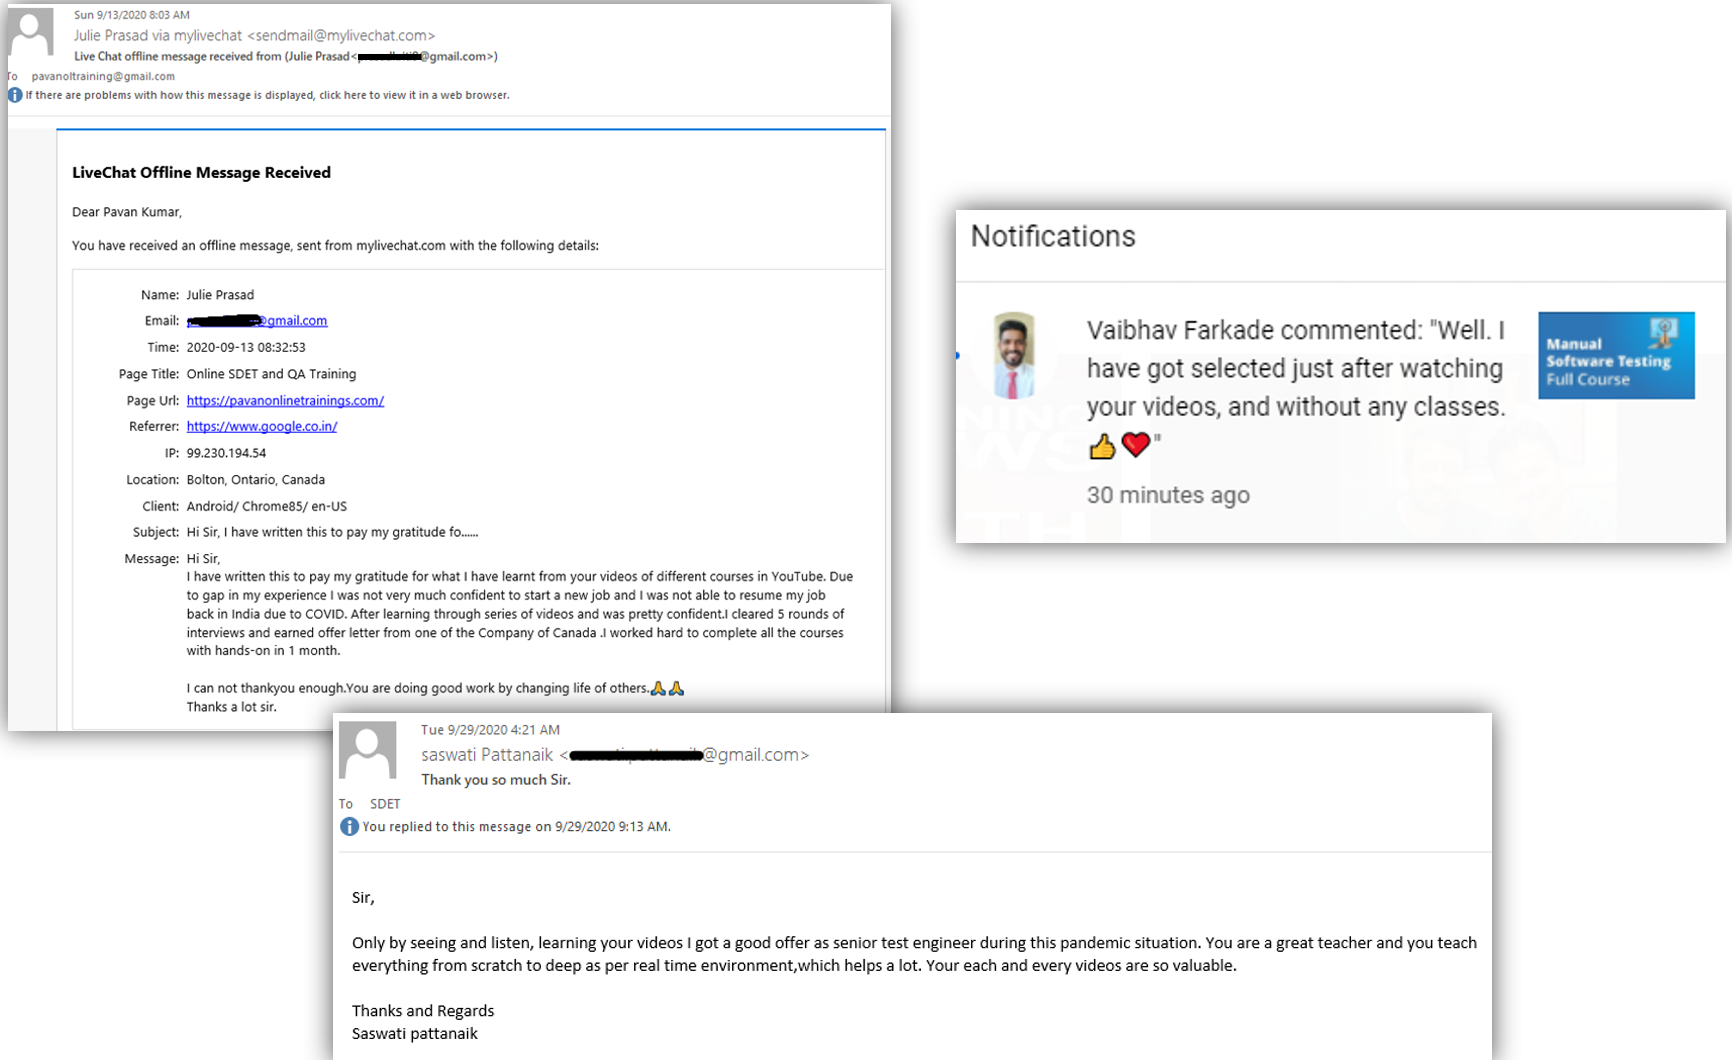 Sun 9/13/2020 8:03 AM
Julie Prasad via mylivechat <sendmail@mylivechat.com>
Live Chat offline message received from (Julie Prasad< @gmail.com>)
To pavanoltraining@gmail.com
If there are problems with how this message is displayed, click here to view it in a web browser.
LiveChat Offline Message Received
Dear Pavan Kumar,
You have received an offline message, sent from mylivechat.com with the following details:
Name: Julie Prasad
Email: @gmail.com
Time: 2020-09-13 08:32:53
Page Title: Online SDET and QA Training
Page Url: https://pavanonlinetrainings.com/
Referrer: https://www.google.co.in/
IP: 99.230.194.54
Location: Bolton, Ontario, Canada
Client: Android/ Chrome85/ en-US
Subject: Hi Sir, I have written this to pay my gratitude fo......
Message: Hi Sir,
I have written this to pay my gratitude for what I have learnt from your videos of different courses in YouTube. Due
to gap in my experience I was not very much confident to start a new job and I was not able to resume my job
back in India due to COVID. After learning through series of videos and was pretty confident.I cleared 5 rounds of
interviews and earned offer letter from one of the Company of Canada .I worked hard to complete all the courses
with hands-on in 1 month.
I can not thankyou enough.You are doing good work by changing life of others.🙏🙏
Thanks a lot sir.
Notifications
Vaibhav Farkade commented: "Well. I
have got selected just after watching
your videos, and without any classes.
👍❤️"
30 minutes ago
Manual
Software Testing
Full Course
Tue 9/29/2020 4:21 AM
saswati Pattanaik < @gmail.com>
Thank you so much Sir.
To SDET
You replied to this message on 9/29/2020 9:13 AM.
Sir,
Only by seeing and listen, learning your videos I got a good offer as senior test engineer during this pandemic situation. You are a great teacher and you teach
everything from scratch to deep as per real time environment,which helps a lot. Your each and every videos are so valuable.
Thanks and Regards
Saswati pattanaik